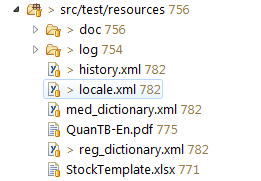 > src/test/resources 756
> doc 756
> log 754
> history.xml 782
> locale.xml 782
med_dictionary.xml 782
QuanTB-En.pdf 775
> reg_dictionary.xml 782
StockTemplate.xlsx 771